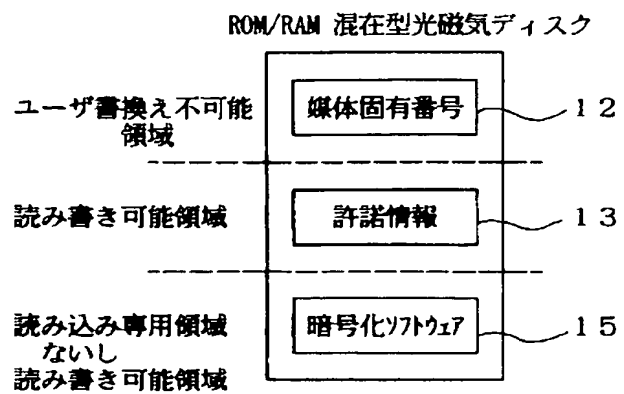 ROM/RAM 混在型光磁気ディスク
ユーザ書換え不可能
領域
媒体固有番号
12
読み書き可能領域
許諾情報
13
読み込み専用領域
ないし
読み書き可能領域
暗号化ソフトウェア
15